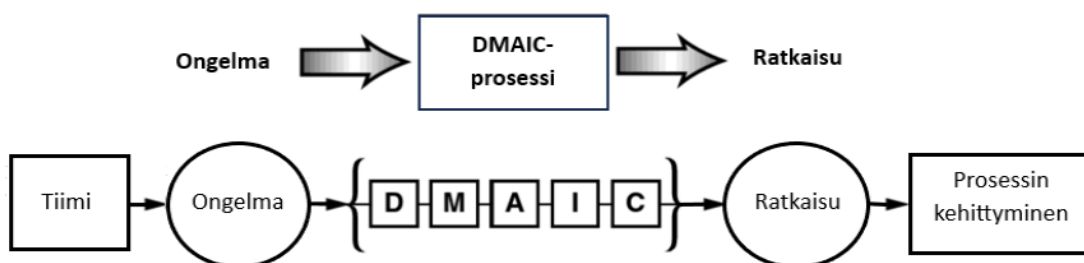 Ongelma
DMAIC-
prosessi
Ratkaisu
Tiimi
Ongelma
D M A I C
Ratkaisu
Prosessin
kehittyminen